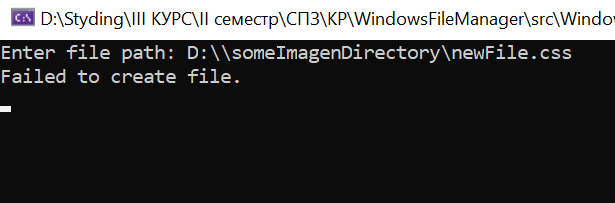 D:\Styding\III КУРС\II семестр\СПЗ\КР\WindowsFileManager\src\Windo
Enter file path: D:\\someImagenDirectory\newFile.css
Failed to create file.